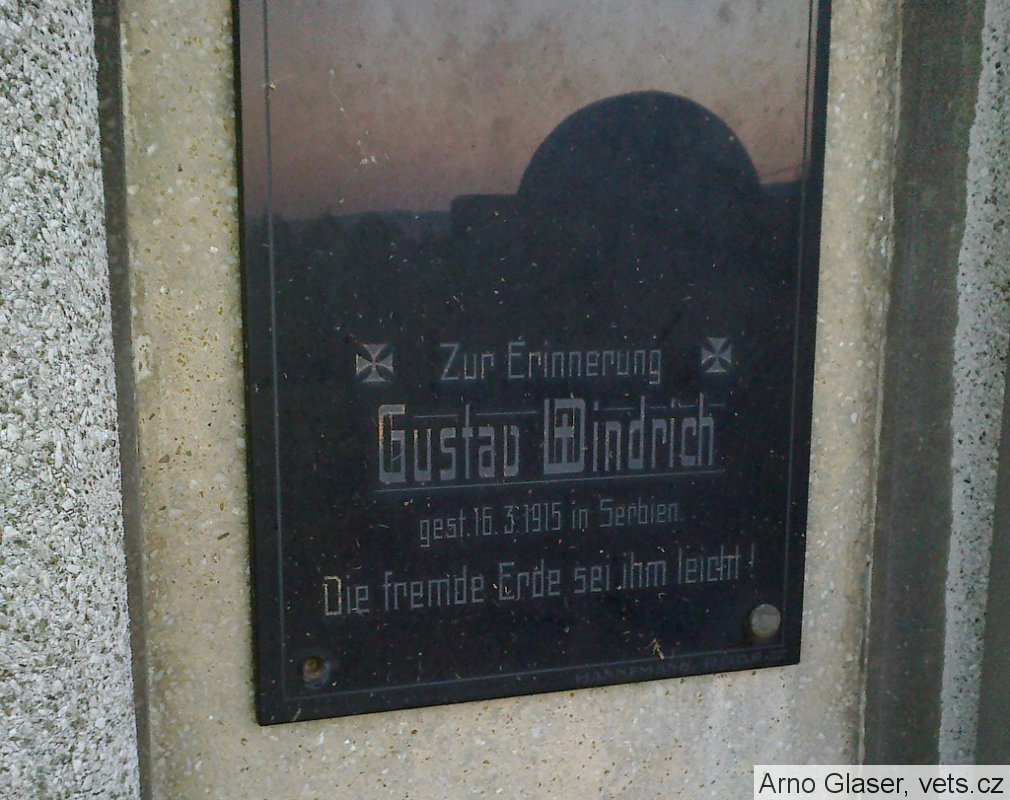 Zur Erinnerung
Gustav Windrich
gest. 16. 3. 1915 in Serbien.
Die fremde Erde sei ihm leicht!
Arno Glaser, vets.cz